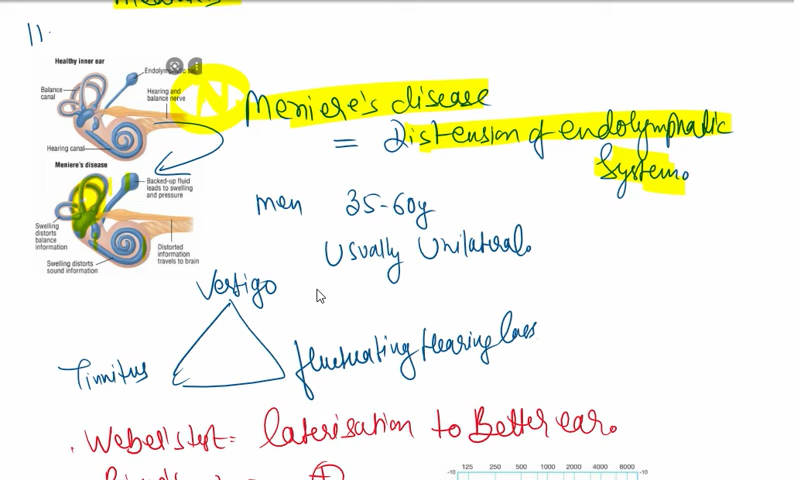 11.
Healthy inner ear
Balance canal
Hearing and balance nerve
Hearing canal
Meniere's disease
Backed-up fluid leads to swelling and pressure
Swelling distorts balance information
Swelling distorts sound information
Distorted information travels to brain
Meniere's disease
= Distension of endolymphatic
System.
men 35-60y
Usually Unilateral.
Vertigo
Tinnitus
fluctuating Hearing loss
. Weber's test = laterisation to Better ear.
125 250 500 1000 2000 4000 8000
-10 -10